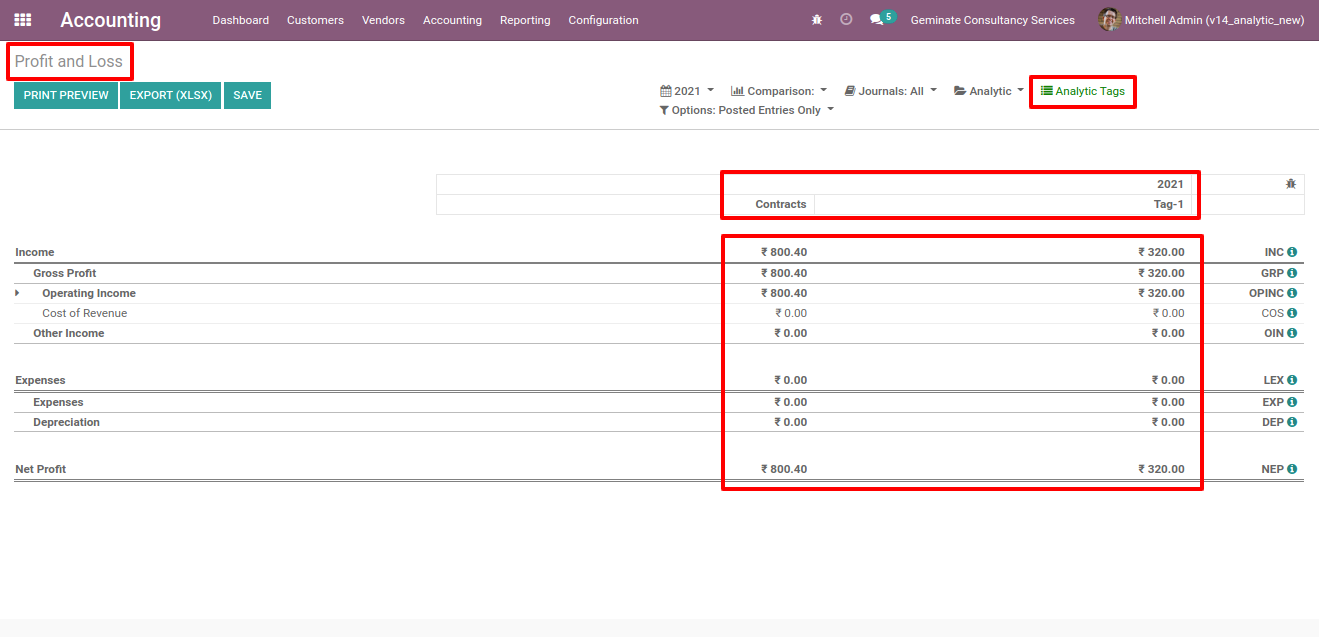 Accounting Dashboard Customers Vendors Accounting Reporting Configuration 5 Geminate Consultancy Services Mitchell Admin (v14_analytic_new)
Profit and Loss
PRINT PREVIEW EXPORT (XLSX) SAVE 2021 Comparison: Journals: All Analytic Analytic Tags
Options: Posted Entries Only
2021
Contracts Tag-1
Income ₹ 800.40 ₹ 320.00 INC
Gross Profit ₹ 800.40 ₹ 320.00 GRP
Operating Income ₹ 800.40 ₹ 320.00 OPINC
Cost of Revenue ₹ 0.00 ₹ 0.00 COS
Other Income ₹ 0.00 ₹ 0.00 OIN
Expenses ₹ 0.00 ₹ 0.00 LEX
Expenses ₹ 0.00 ₹ 0.00 EXP
Depreciation ₹ 0.00 ₹ 0.00 DEP
Net Profit ₹ 800.40 ₹ 320.00 NEP